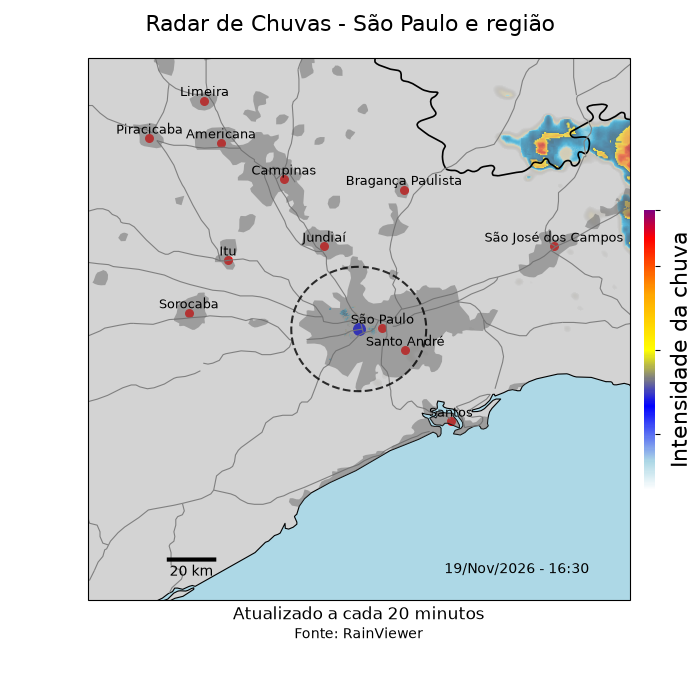 Radar de Chuvas - São Paulo e região
Limeira
Piracicaba
Americana
Campinas
Bragança Paulista
Jundiaí
São José dos Campos
Itu
Sorocaba
São Paulo
Santo André
Santos
Intensidade da chuva
20 km
19/Nov/2026 - 16:30
Atualizado a cada 20 minutos
Fonte: RainViewer